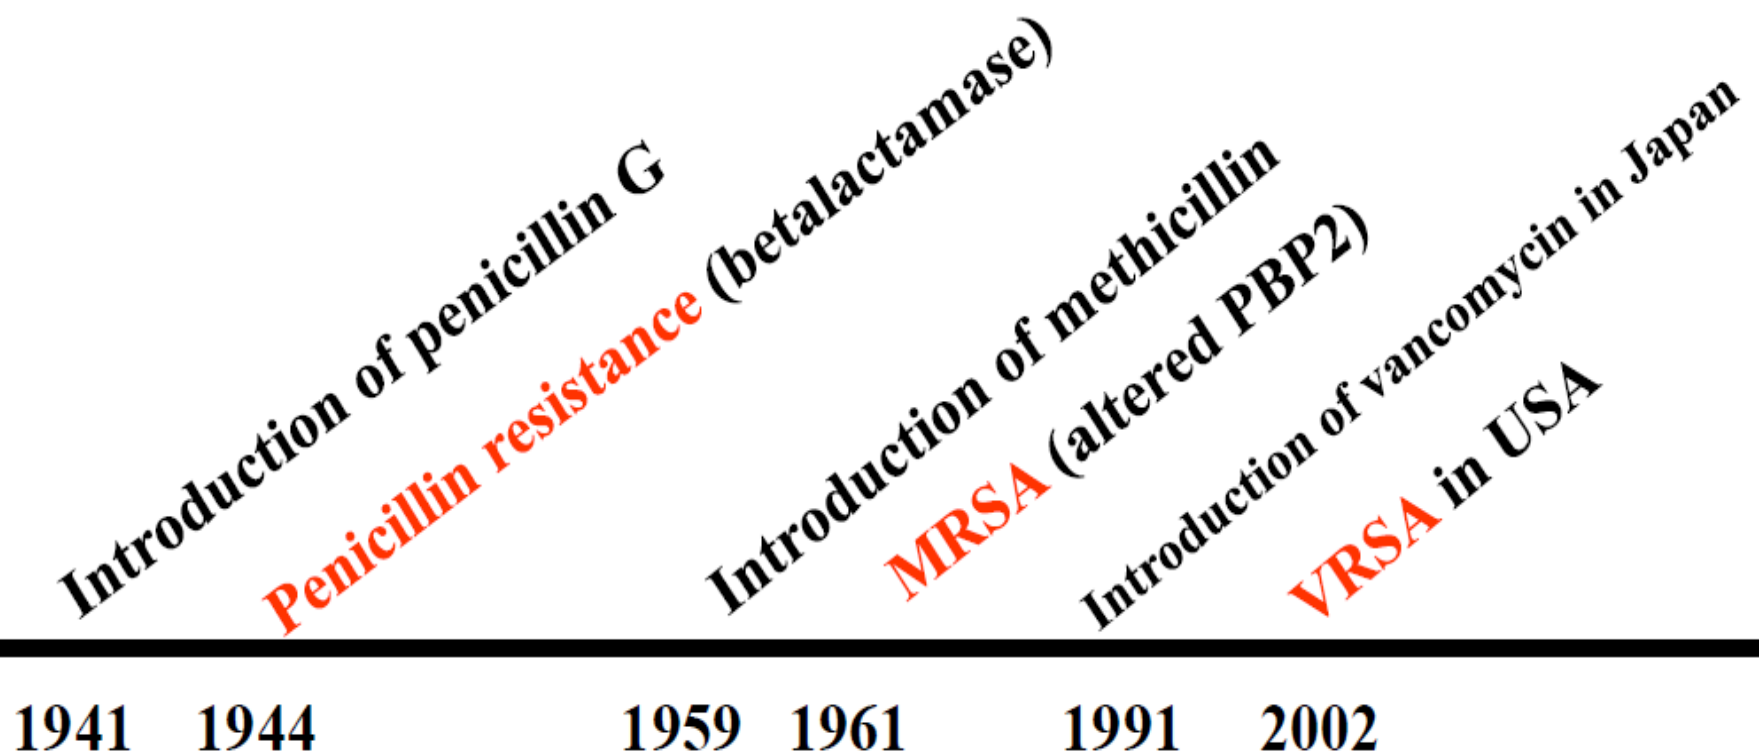 Introduction of penicillin G
Penicillin resistance (betalactamase)
Introduction of methicillin
MRSA (altered PBP2)
Introduction of vancomycin in Japan
VRSA in USA
1941 1944 1959 1961 1991 2002